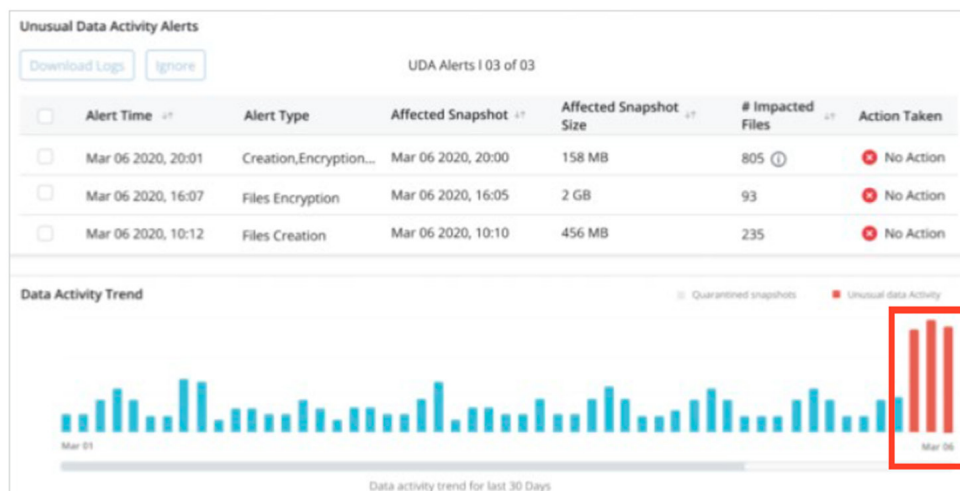 Unusual Data Activity Alerts
Download Logs Ignore UDA Alerts | 03 of 03
Alert Time Alert Type Affected Snapshot Affected Snapshot Size # Impacted Files Action Taken
Mar 06 2020, 20:01 Creation,Encryption... Mar 06 2020, 20:00 158 MB 805 No Action
Mar 06 2020, 16:07 Files Encryption Mar 06 2020, 16:05 2 GB 93 No Action
Mar 06 2020, 10:12 Files Creation Mar 06 2020, 10:10 456 MB 235 No Action
Data Activity Trend Quarantined snapshots Unusual data Activity
Mar 01 Mar 06
Data activity trend for last 30 Days